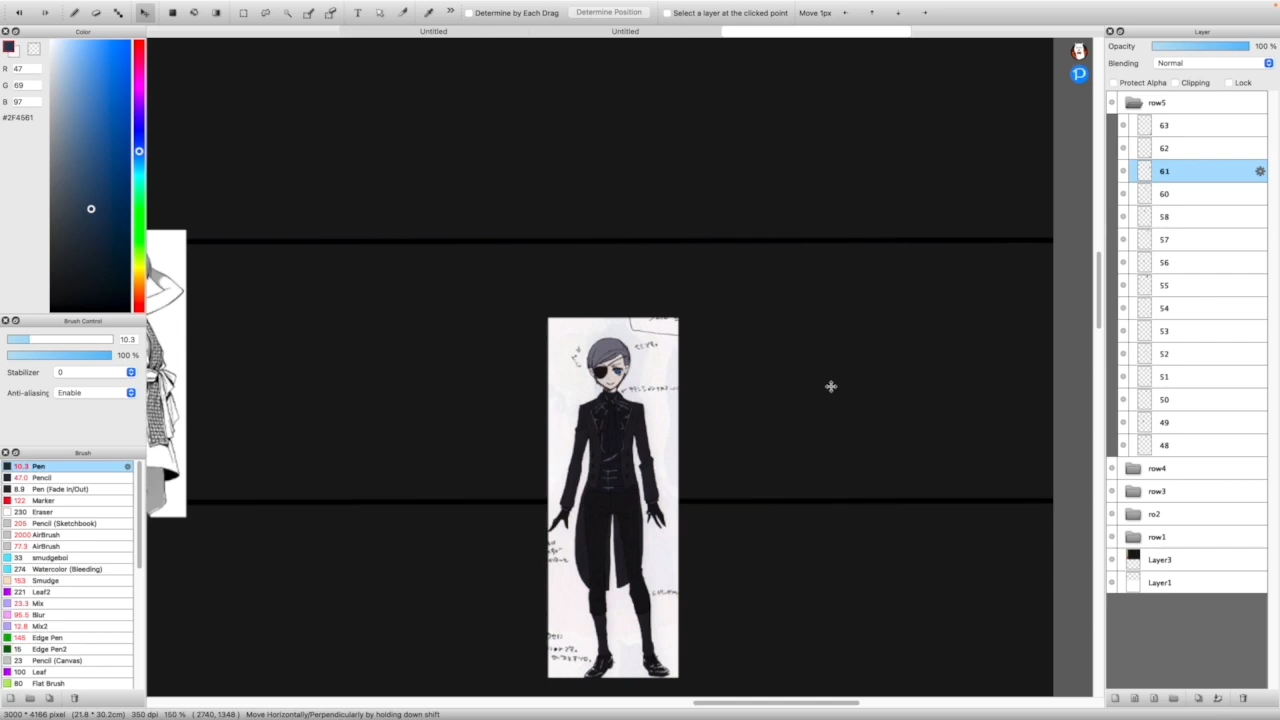 Determine by Each Drag
Determine Position
Select a layer at the clicked point
Move 1px
Color
Untitled
Untitled
Layer
R 47
G 69
B 97
#2F4561
Opacity 100 %
Blending Normal
Protect Alpha Clipping Lock
row5
63
62
61
60
58
57
56
55
54
53
52
51
50
49
48
row4
row3
ro2
row1
Layer3
Layer1
Brush Control
10.3
100 %
Stabilizer 0
Anti-aliasing Enable
Brush
10.3 Pen
47.0 Pencil
8.9 Pen (Fade In/Out)
122 Marker
230 Eraser
205 Pencil (Sketchbook)
2000 AirBrush
77.3 AirBrush
33 smudgeboi
274 Watercolor (Bleeding)
153 Smudge
221 Leaf2
23.3 Mix
95.5 Blur
12.8 Mix2
145 Edge Pen
15 Edge Pen2
23 Pencil (Canvas)
100 Leaf
80 Flat Brush
3000 * 4166 pixel (21.8 * 30.2cm) 350 dpi 150 % ( 2740, 1348 ) Move Horizontally/Perpendicularly by holding down shift